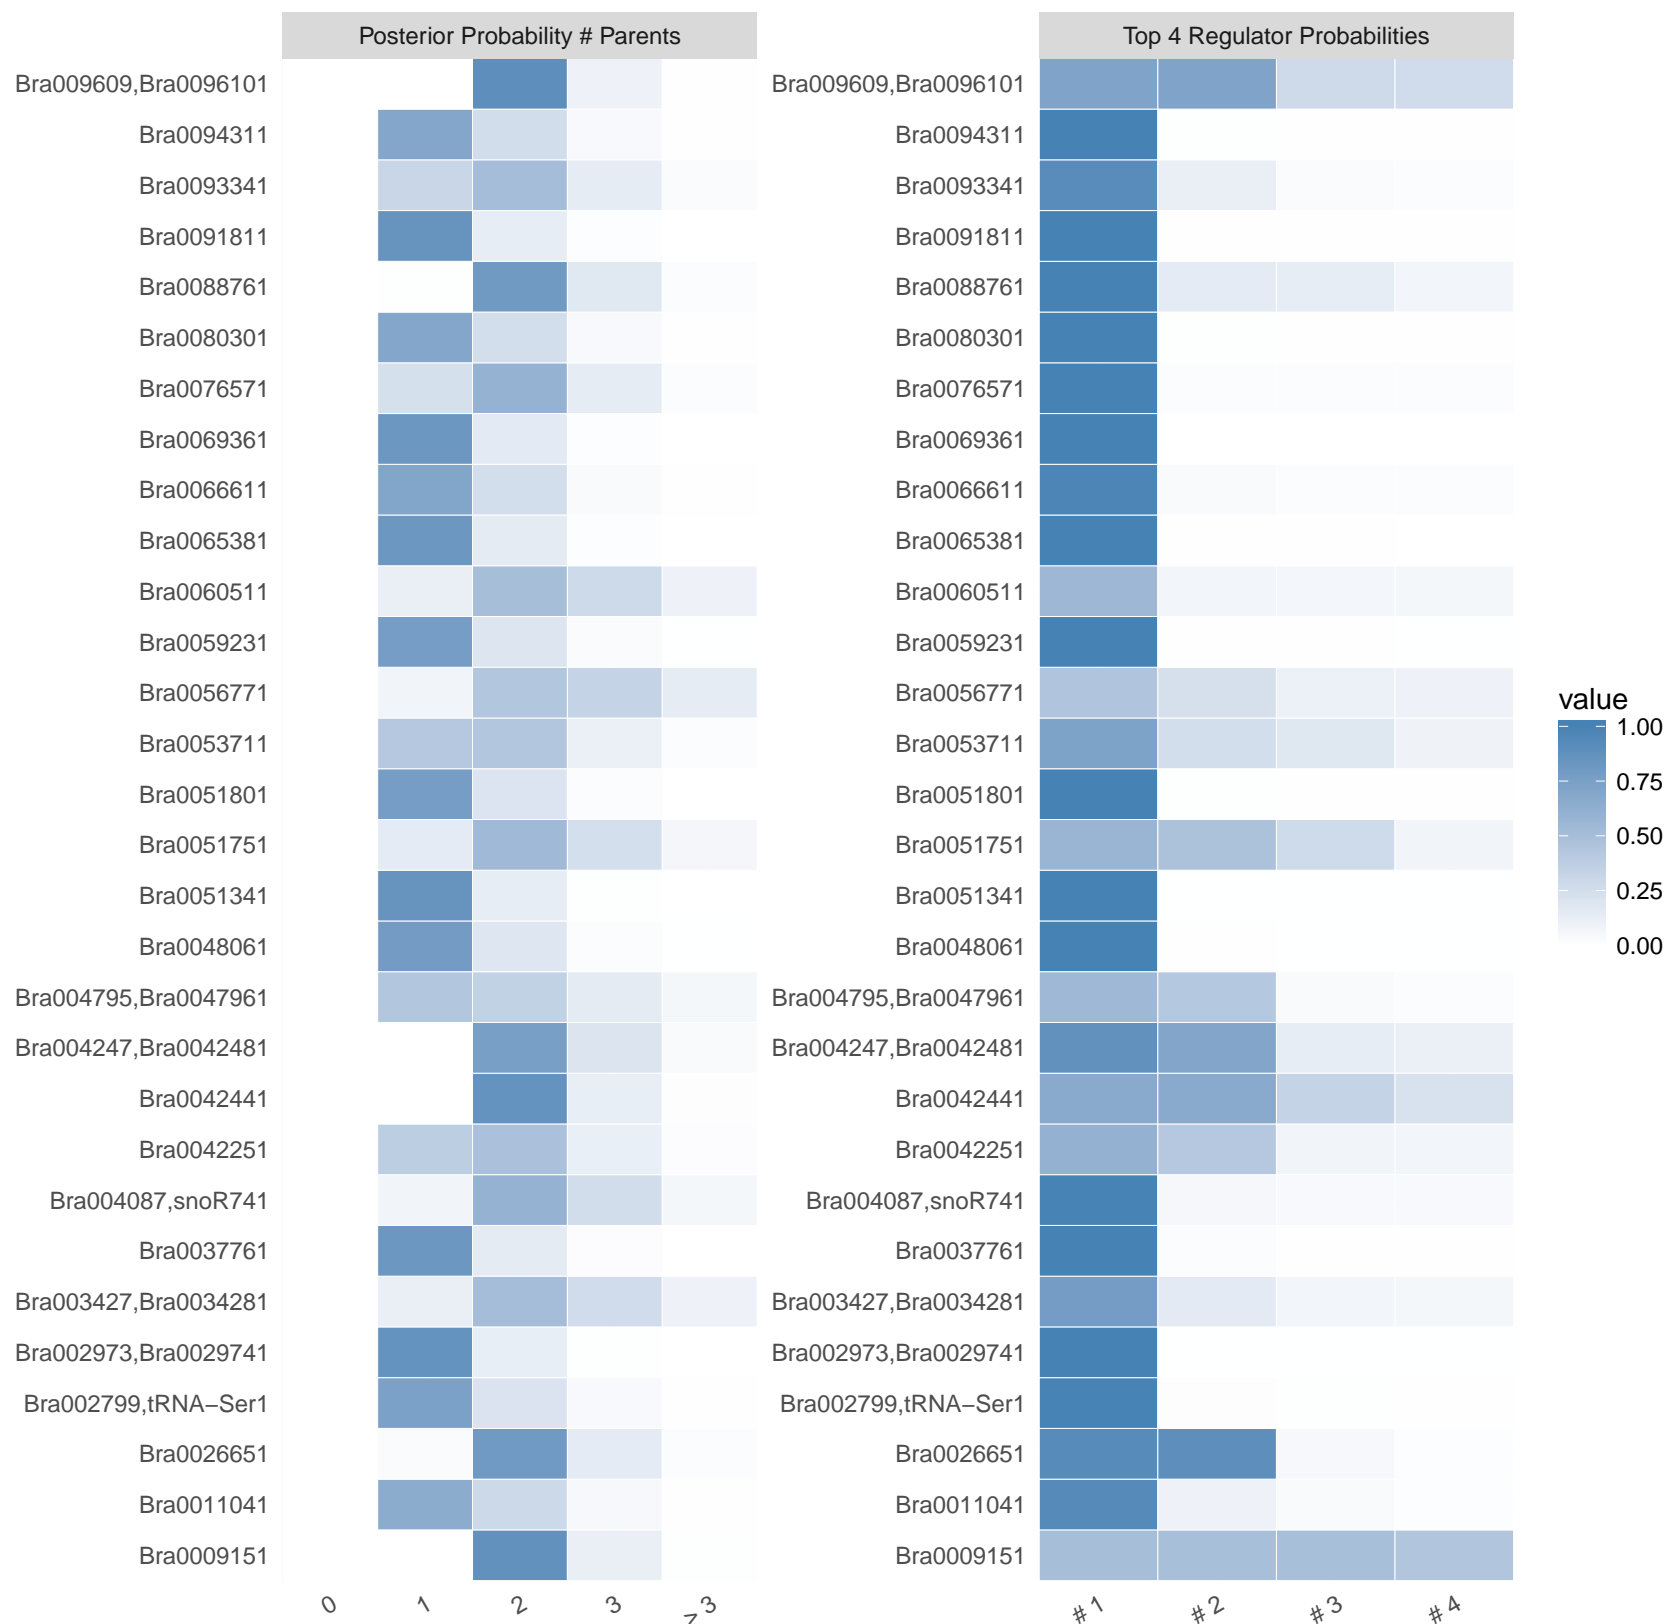 Posterior Probability # Parents
Bra009609,Bra0096101
Bra0094311
Bra0093341
Bra0091811
Bra0088761
Bra0080301
Bra0076571
Bra0069361
Bra0066611
Bra0065381
Bra0060511
Bra0059231
Bra0056771
Bra0053711
Bra0051801
Bra0051751
Bra0051341
Bra0048061
Bra004795,Bra0047961
Bra004247,Bra0042481
Bra0042441
Bra0042251
Bra004087,snoR741
Bra0037761
Bra003427,Bra0034281
Bra002973,Bra0029741
Bra002799,tRNA−Ser1
Bra0026651
Bra0011041
Bra0009151
0 1 2 3 > 3
Top 4 Regulator Probabilities
Bra009609,Bra0096101
Bra0094311
Bra0093341
Bra0091811
Bra0088761
Bra0080301
Bra0076571
Bra0069361
Bra0066611
Bra0065381
Bra0060511
Bra0059231
Bra0056771
Bra0053711
Bra0051801
Bra0051751
Bra0051341
Bra0048061
Bra004795,Bra0047961
Bra004247,Bra0042481
Bra0042441
Bra0042251
Bra004087,snoR741
Bra0037761
Bra003427,Bra0034281
Bra002973,Bra0029741
Bra002799,tRNA−Ser1
Bra0026651
Bra0011041
Bra0009151
# 1 # 2 # 3 # 4
value
1.00
0.75
0.50
0.25
0.00